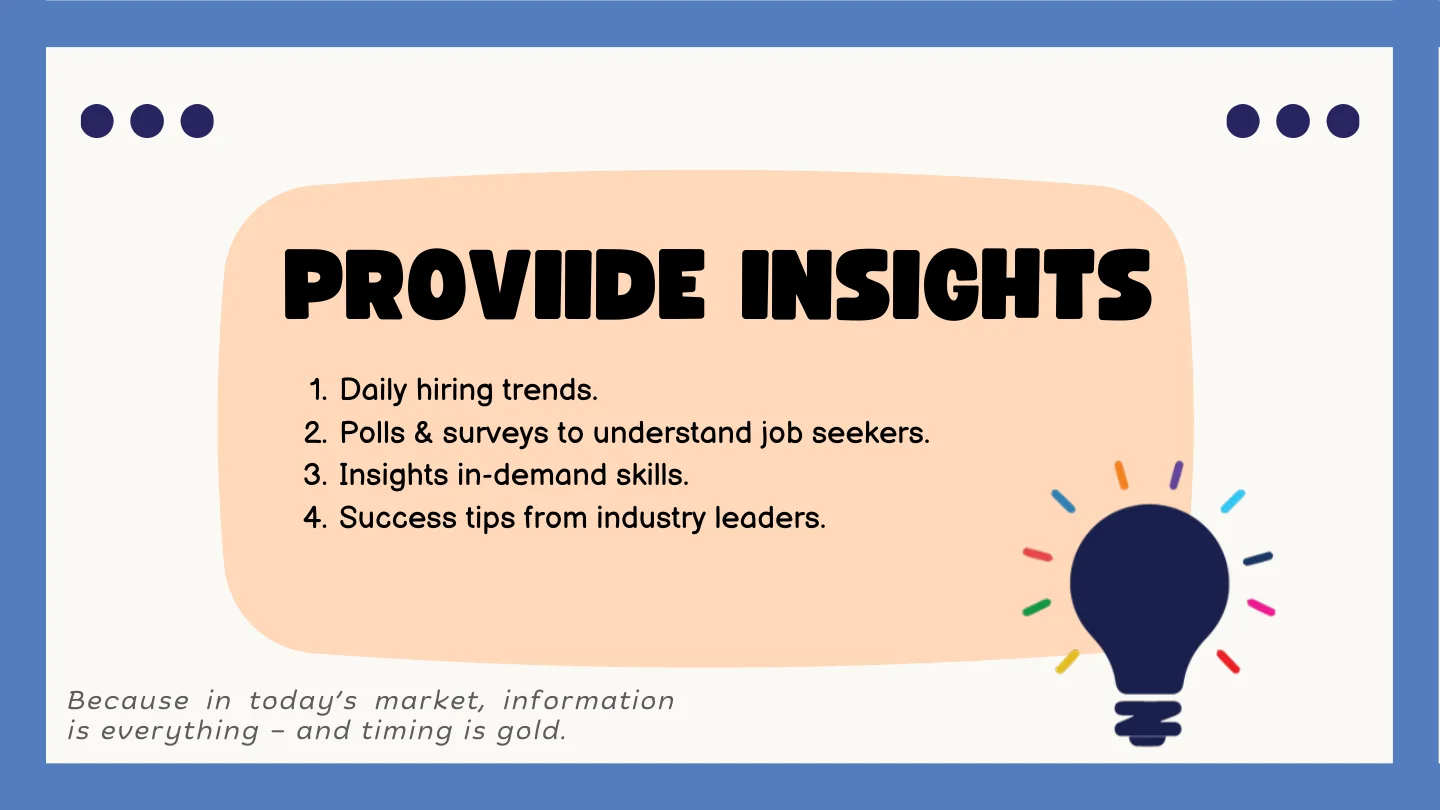 PROVIIDE INSIGHTS
1. Daily hiring trends.
2. Polls & surveys to understand job seekers.
3. Insights in-demand skills.
4. Success tips from industry leaders.
Because in today's market, information
is everything – and timing is gold.